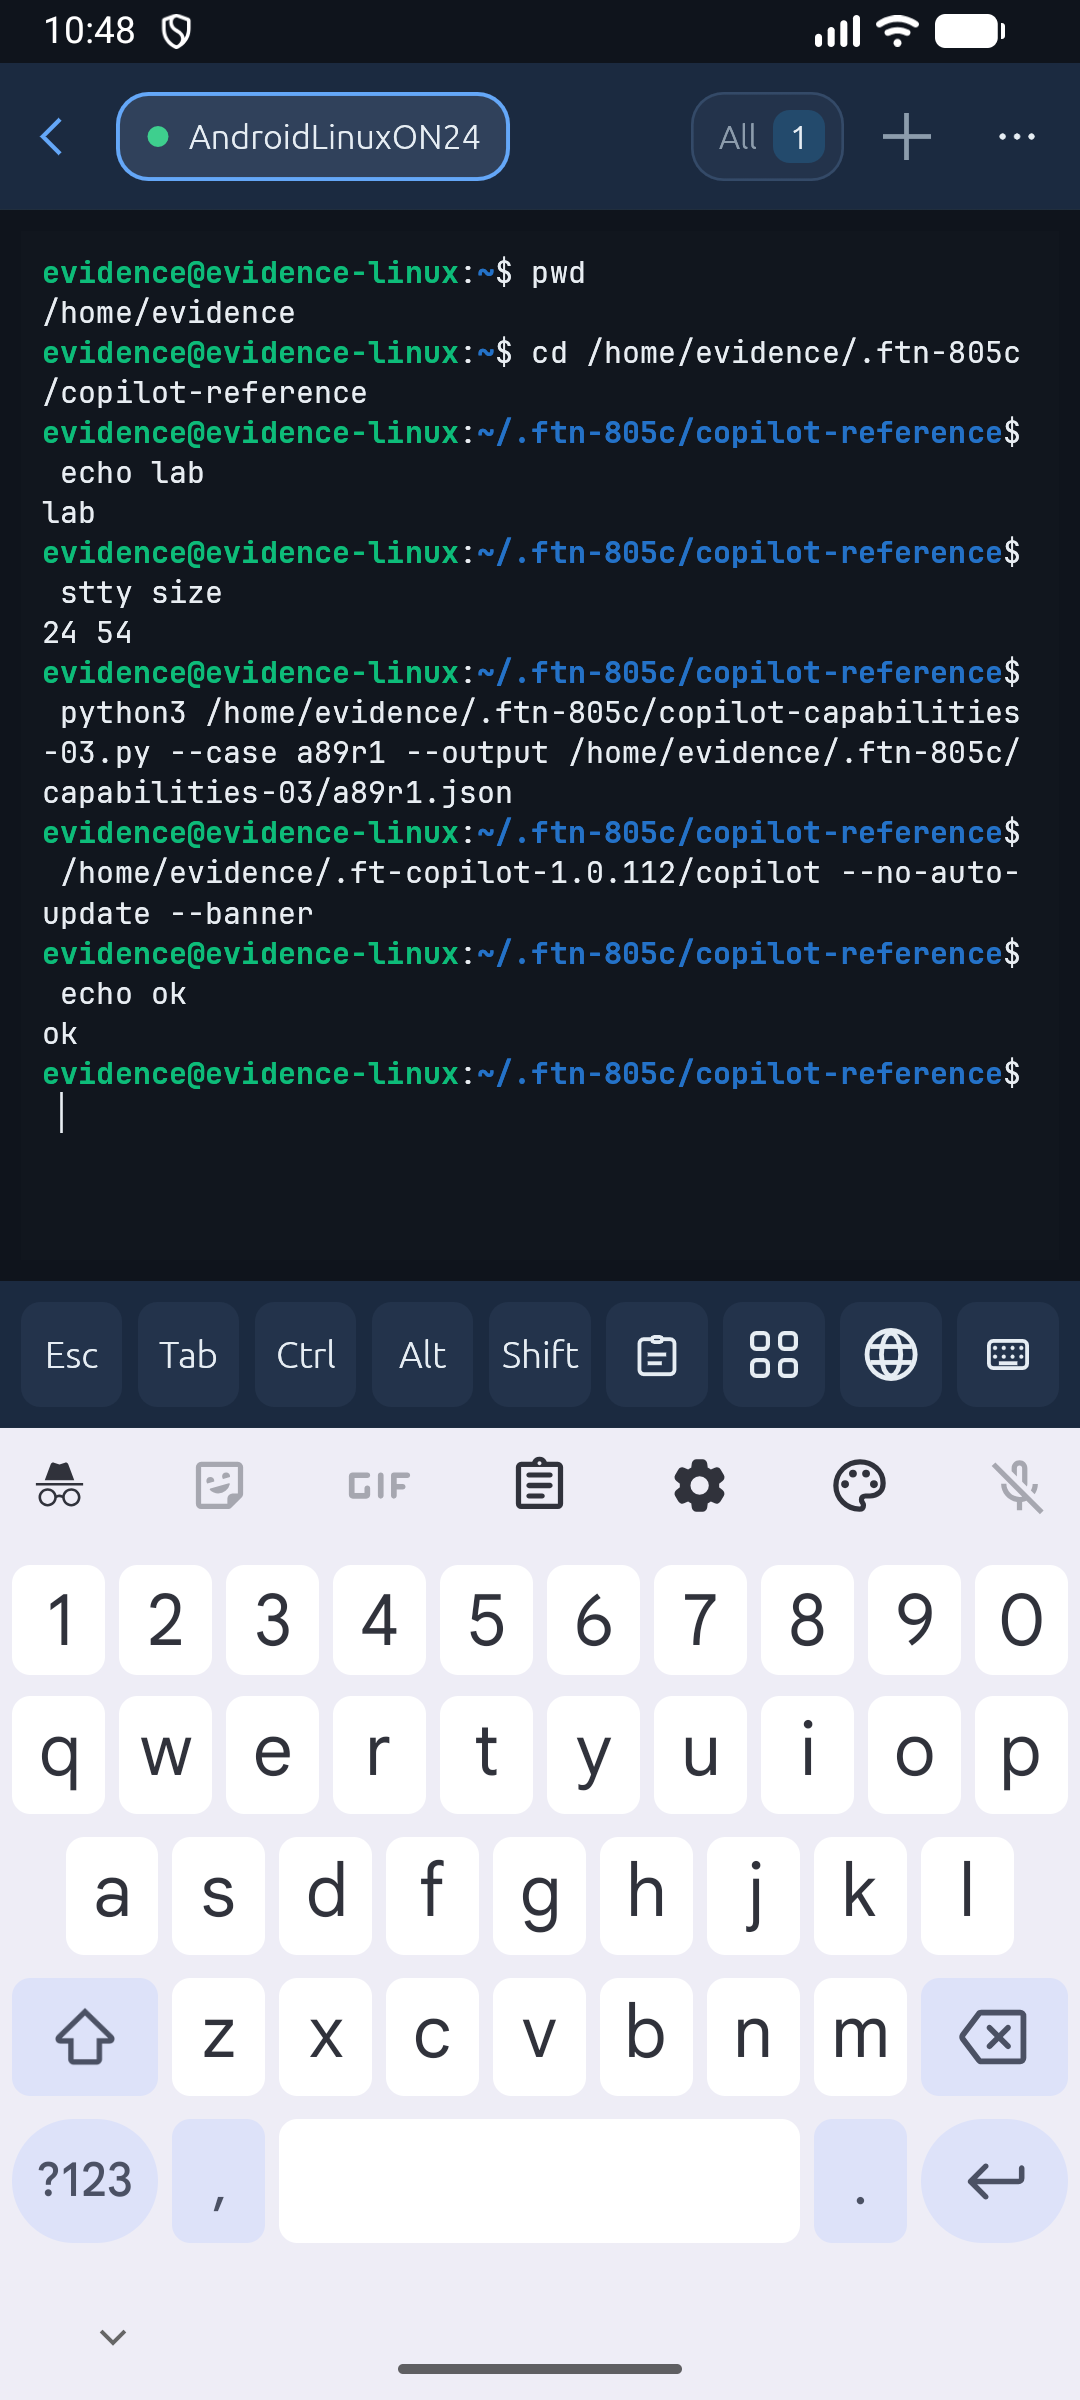 10:48
AndroidLinuxON24
All 1
evidence@evidence-linux:~$ pwd
/home/evidence
evidence@evidence-linux:~$ cd /home/evidence/.ftn-805c
/copilot-reference
evidence@evidence-linux:~/.ftn-805c/copilot-reference$
echo lab
lab
evidence@evidence-linux:~/.ftn-805c/copilot-reference$
stty size
24 54
evidence@evidence-linux:~/.ftn-805c/copilot-reference$
python3 /home/evidence/.ftn-805c/copilot-capabilities
-03.py --case a89r1 --output /home/evidence/.ftn-805c/
capabilities-03/a89r1.json
evidence@evidence-linux:~/.ftn-805c/copilot-reference$
/home/evidence/.ft-copilot-1.0.112/copilot --no-auto-
update --banner
evidence@evidence-linux:~/.ftn-805c/copilot-reference$
echo ok
ok
evidence@evidence-linux:~/.ftn-805c/copilot-reference$
Esc Tab Ctrl Alt Shift
GIF
1 2 3 4 5 6 7 8 9 0
q w e r t y u i o p
a s d f g h j k l
z x c v b n m
?123 , .